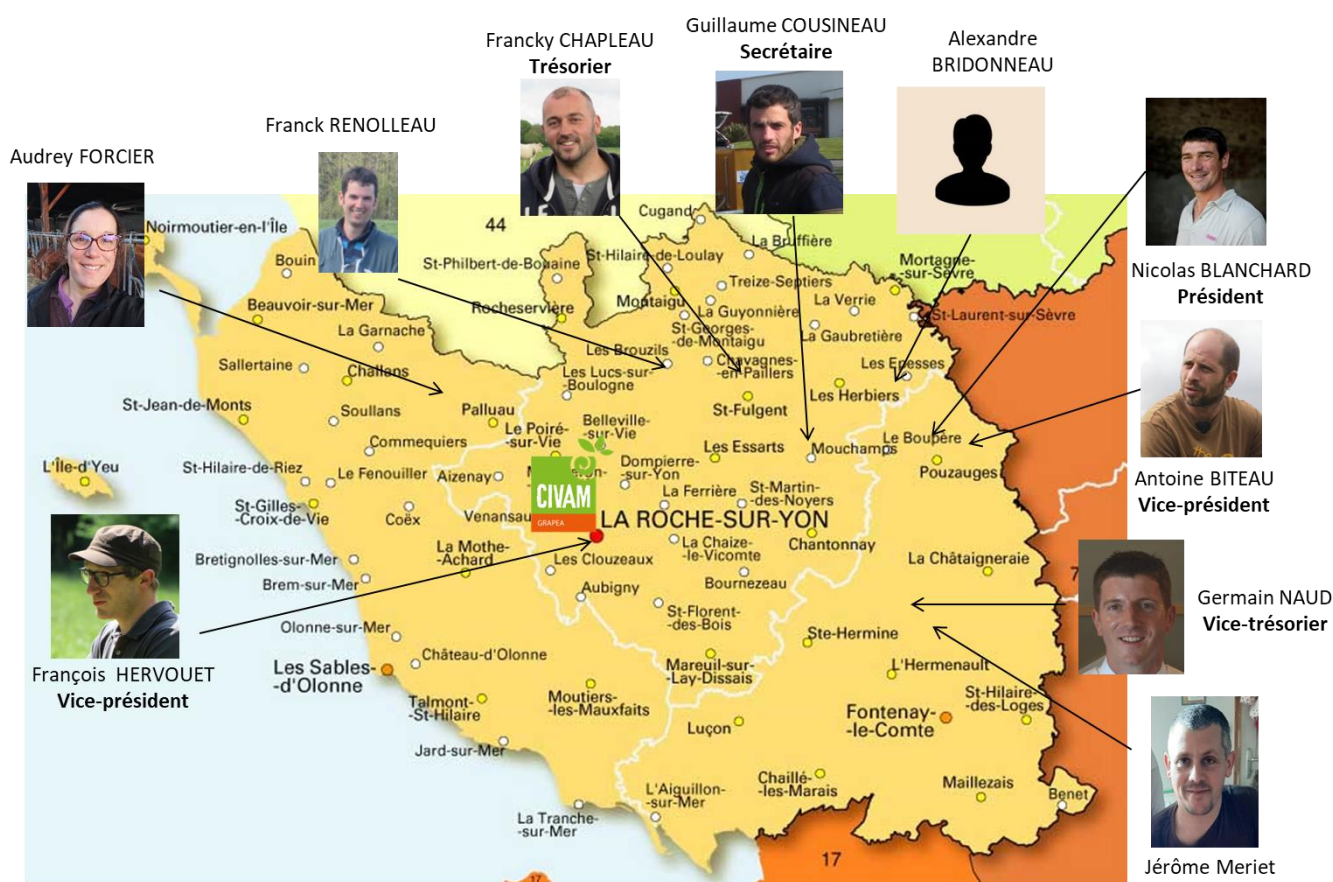 Guillaume COUSINEAU
Secrétaire
Francky CHAPLEAU
Trésorier
Alexandre
BRIDONNEAU
Franck RENOLLEAU
Audrey FORCIER
Nicolas BLANCHARD
Président
Antoine BITEAU
Vice-président
Germain NAUD
Vice-trésorier
Jérôme Meriet
François HERVOUET
Vice-président
44
Cugand
Noirmoutier-en-l'Île
Bouin
St-Philbert-de-Bouaine
St-Hilaire-de-Loulay
La Bruffière
Mortagne-
-sur-Sèvre
Treize-Septiers
Beauvoir-sur-Mer
Rocheservière
Montaigu
La Guyonnière
La Verrie
St-Laurent-sur-Sèvre
La Garnache
St-Georges-
-de-Montaigu
La Gaubretière
Les Brouzils
Sallertaine
Challans
Les Lucs-sur-
-Boulogne
Chavagnes-
-en-Paillers
Les Epesses
Les Herbiers
St-Jean-de-Monts
Soullans
Palluau
St-Fulgent
Belleville-
-sur-Vie
Le Poiré-
-sur-Vie
Commequiers
Les Essarts
Mouchamps
Le Boupère
Pouzauges
L'Île-d'Yeu
St-Hilaire-de-Riez
Le Fenouiller
Aizenay
Dompierre-
-sur-Yon
CIVAM
GRAPEA
La Ferrière
St-Martin-
-des-Noyers
St-Gilles-
-Croix-de-Vie
Coëx
Venansau
LA ROCHE-SUR-YON
Chantonnay
La Mothe-
-Achard
La Chaize-
-le-Vicomte
Bretignolles-sur-Mer
Les Clouzeaux
La Châtaigneraie
Brem-sur-Mer
Aubigny
Bournezeau
7
St-Florent-
-des-Bois
Olonne-sur-Mer
Ste-Hermine
Château-d'Olonne
Les Sables-
-d'Olonne
Mareuil-sur-
-Lay-Dissais
L'Hermenault
Talmont-
-St-Hilaire
Moutiers-
-les-Mauxfaits
St-Hilaire-
-des-Loges
Luçon
Fontenay-
-le-Comte
Jard-sur-Mer
Chaillé-
-les-Marais
Maillezais
L'Aiguillon-
-sur-Mer
Benet
La Tranche-
-sur-Mer
17
17